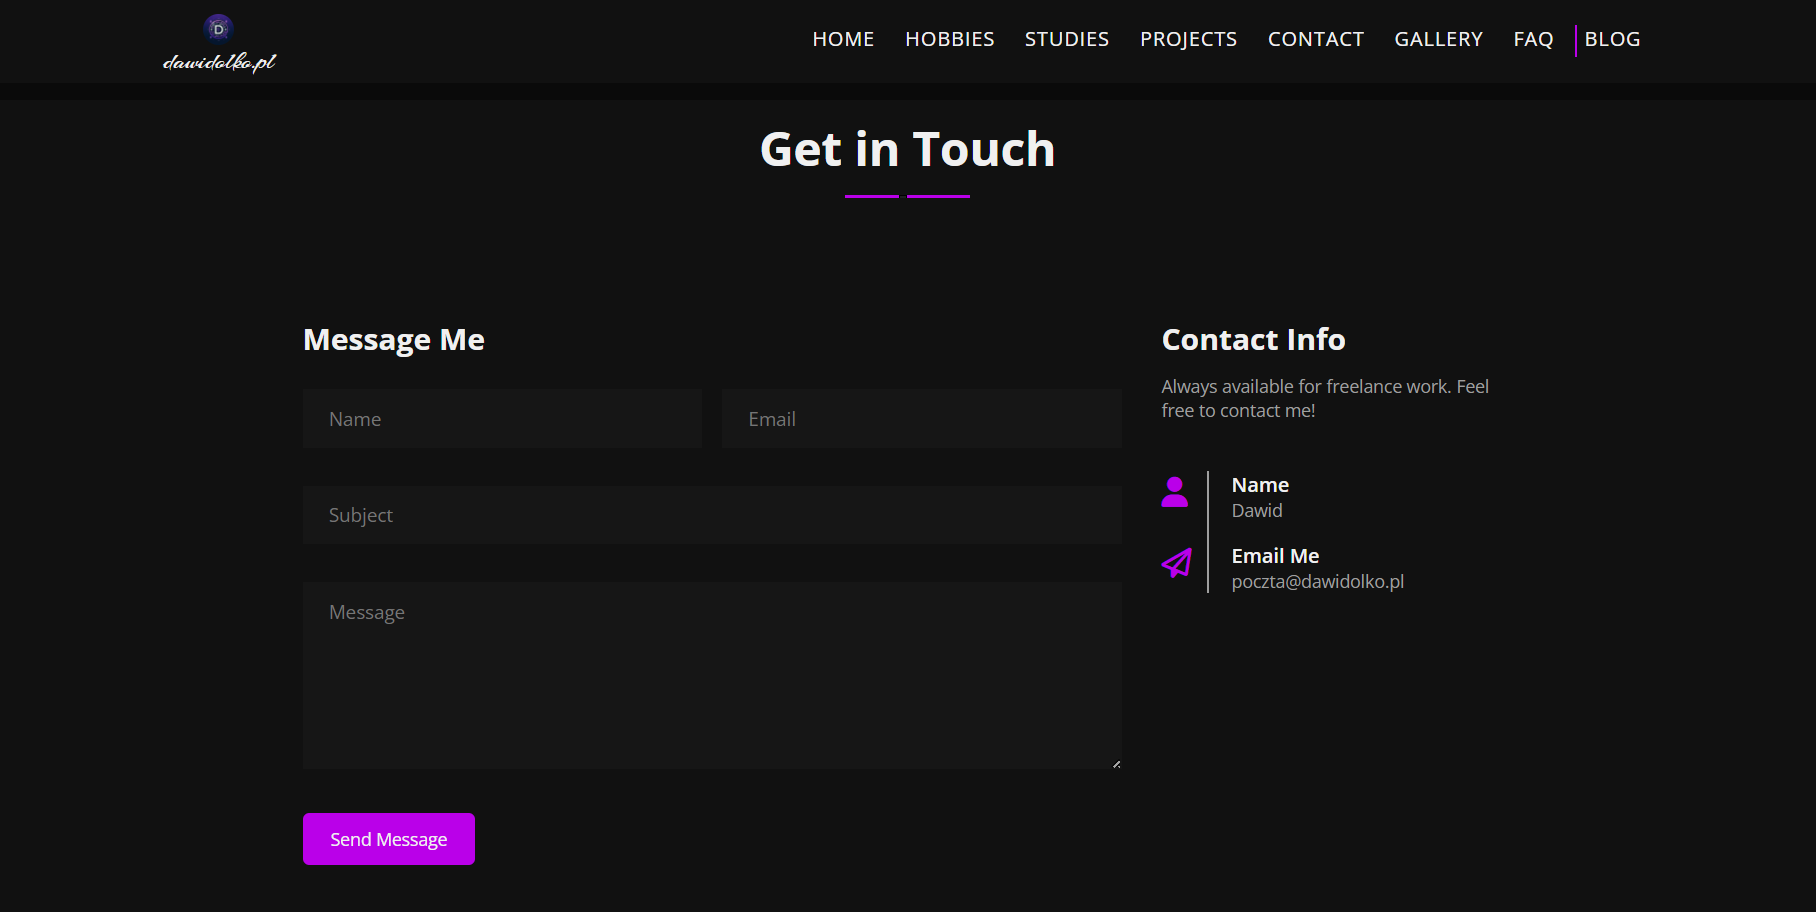 D
dawidolko.pl
HOME HOBBIES STUDIES PROJECTS CONTACT GALLERY FAQ BLOG
Get in Touch
Message Me
Name Email
Subject
Message
Send Message
Contact Info
Always available for freelance work. Feel
free to contact me!
Name
Dawid
Email Me
poczta@dawidolko.pl